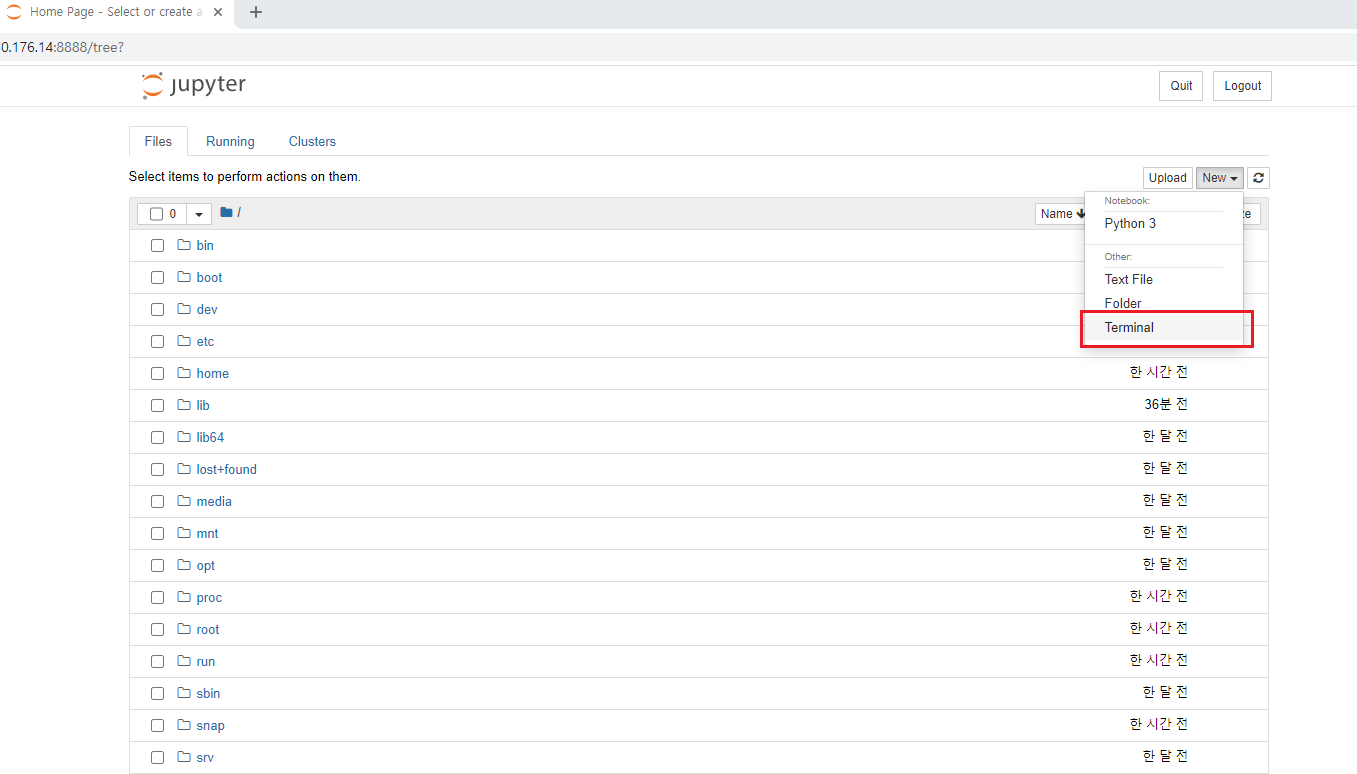 Home Page - Select or create a
0.176.14:8888/tree?
jupyter
Quit
Logout
Files
Running
Clusters
Select items to perform actions on them.
Upload
New
0
/
Name
ze
Notebook:
Python 3
Other:
Text File
Folder
Terminal
bin
boot
dev
etc
home 한 시간 전
lib 36분 전
lib64 한 달 전
lost+found 한 달 전
media 한 달 전
mnt 한 달 전
opt 한 달 전
proc 한 시간 전
root 한 시간 전
run 한 시간 전
sbin 한 달 전
snap 한 시간 전
srv 한 달 전